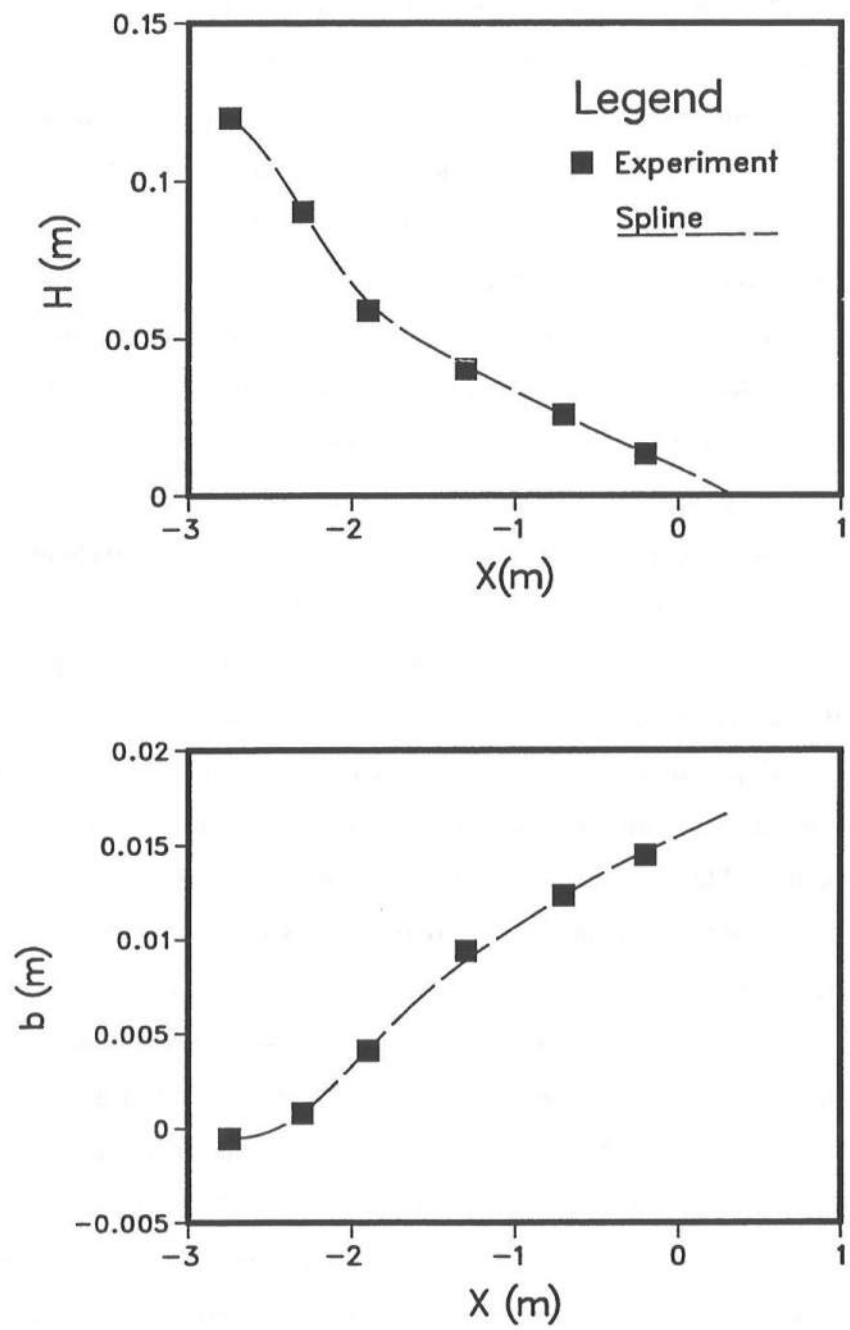 0.15
Legend
Experiment
0.1
Spline
H (m)
0.05
0
−3 −2 −1 0 1
X(m)
0.02
0.015
0.01
b (m)
0.005
0
−0.005
−3 −2 −1 0 1
X (m)